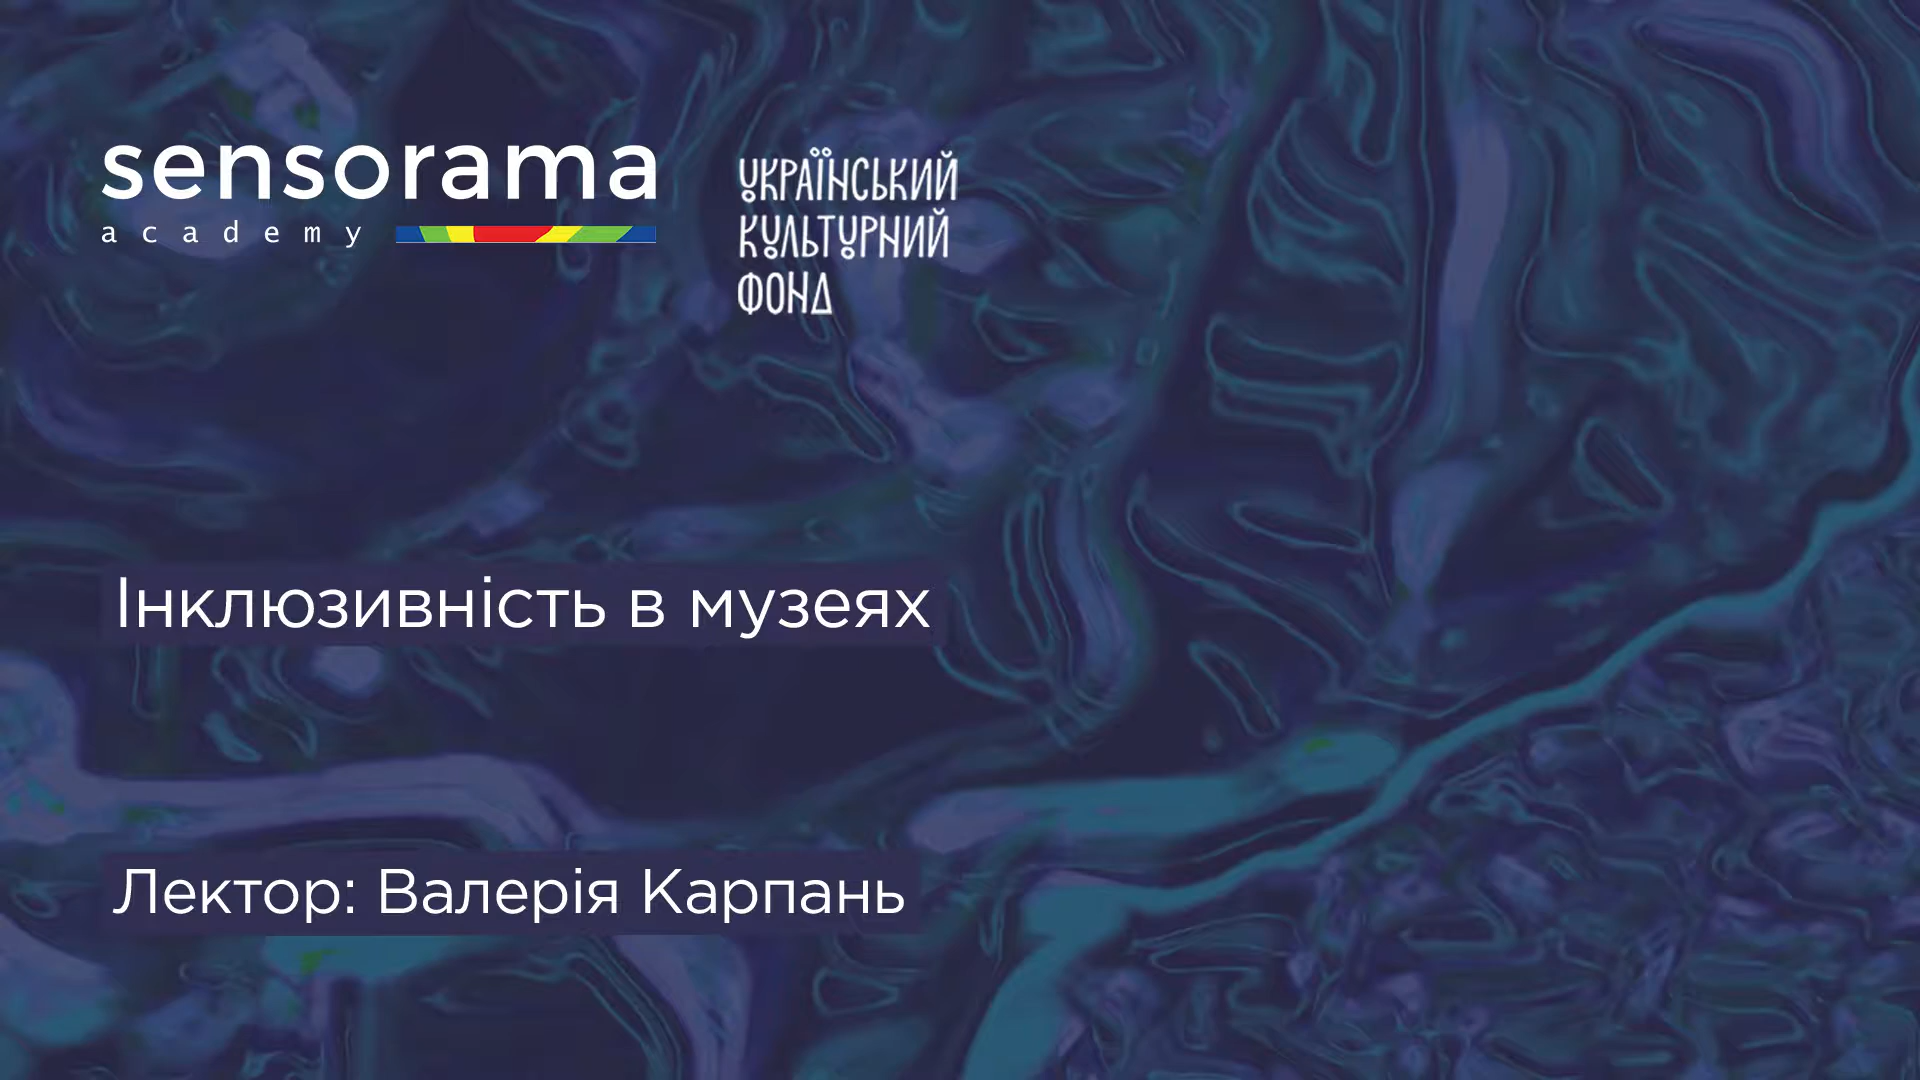 sensorama
academy
УКРАЇНСЬКИЙ
КУЛЬТУРНИЙ
ФОНД
Інклюзивність в музеях
Лектор: Валерія Карпань